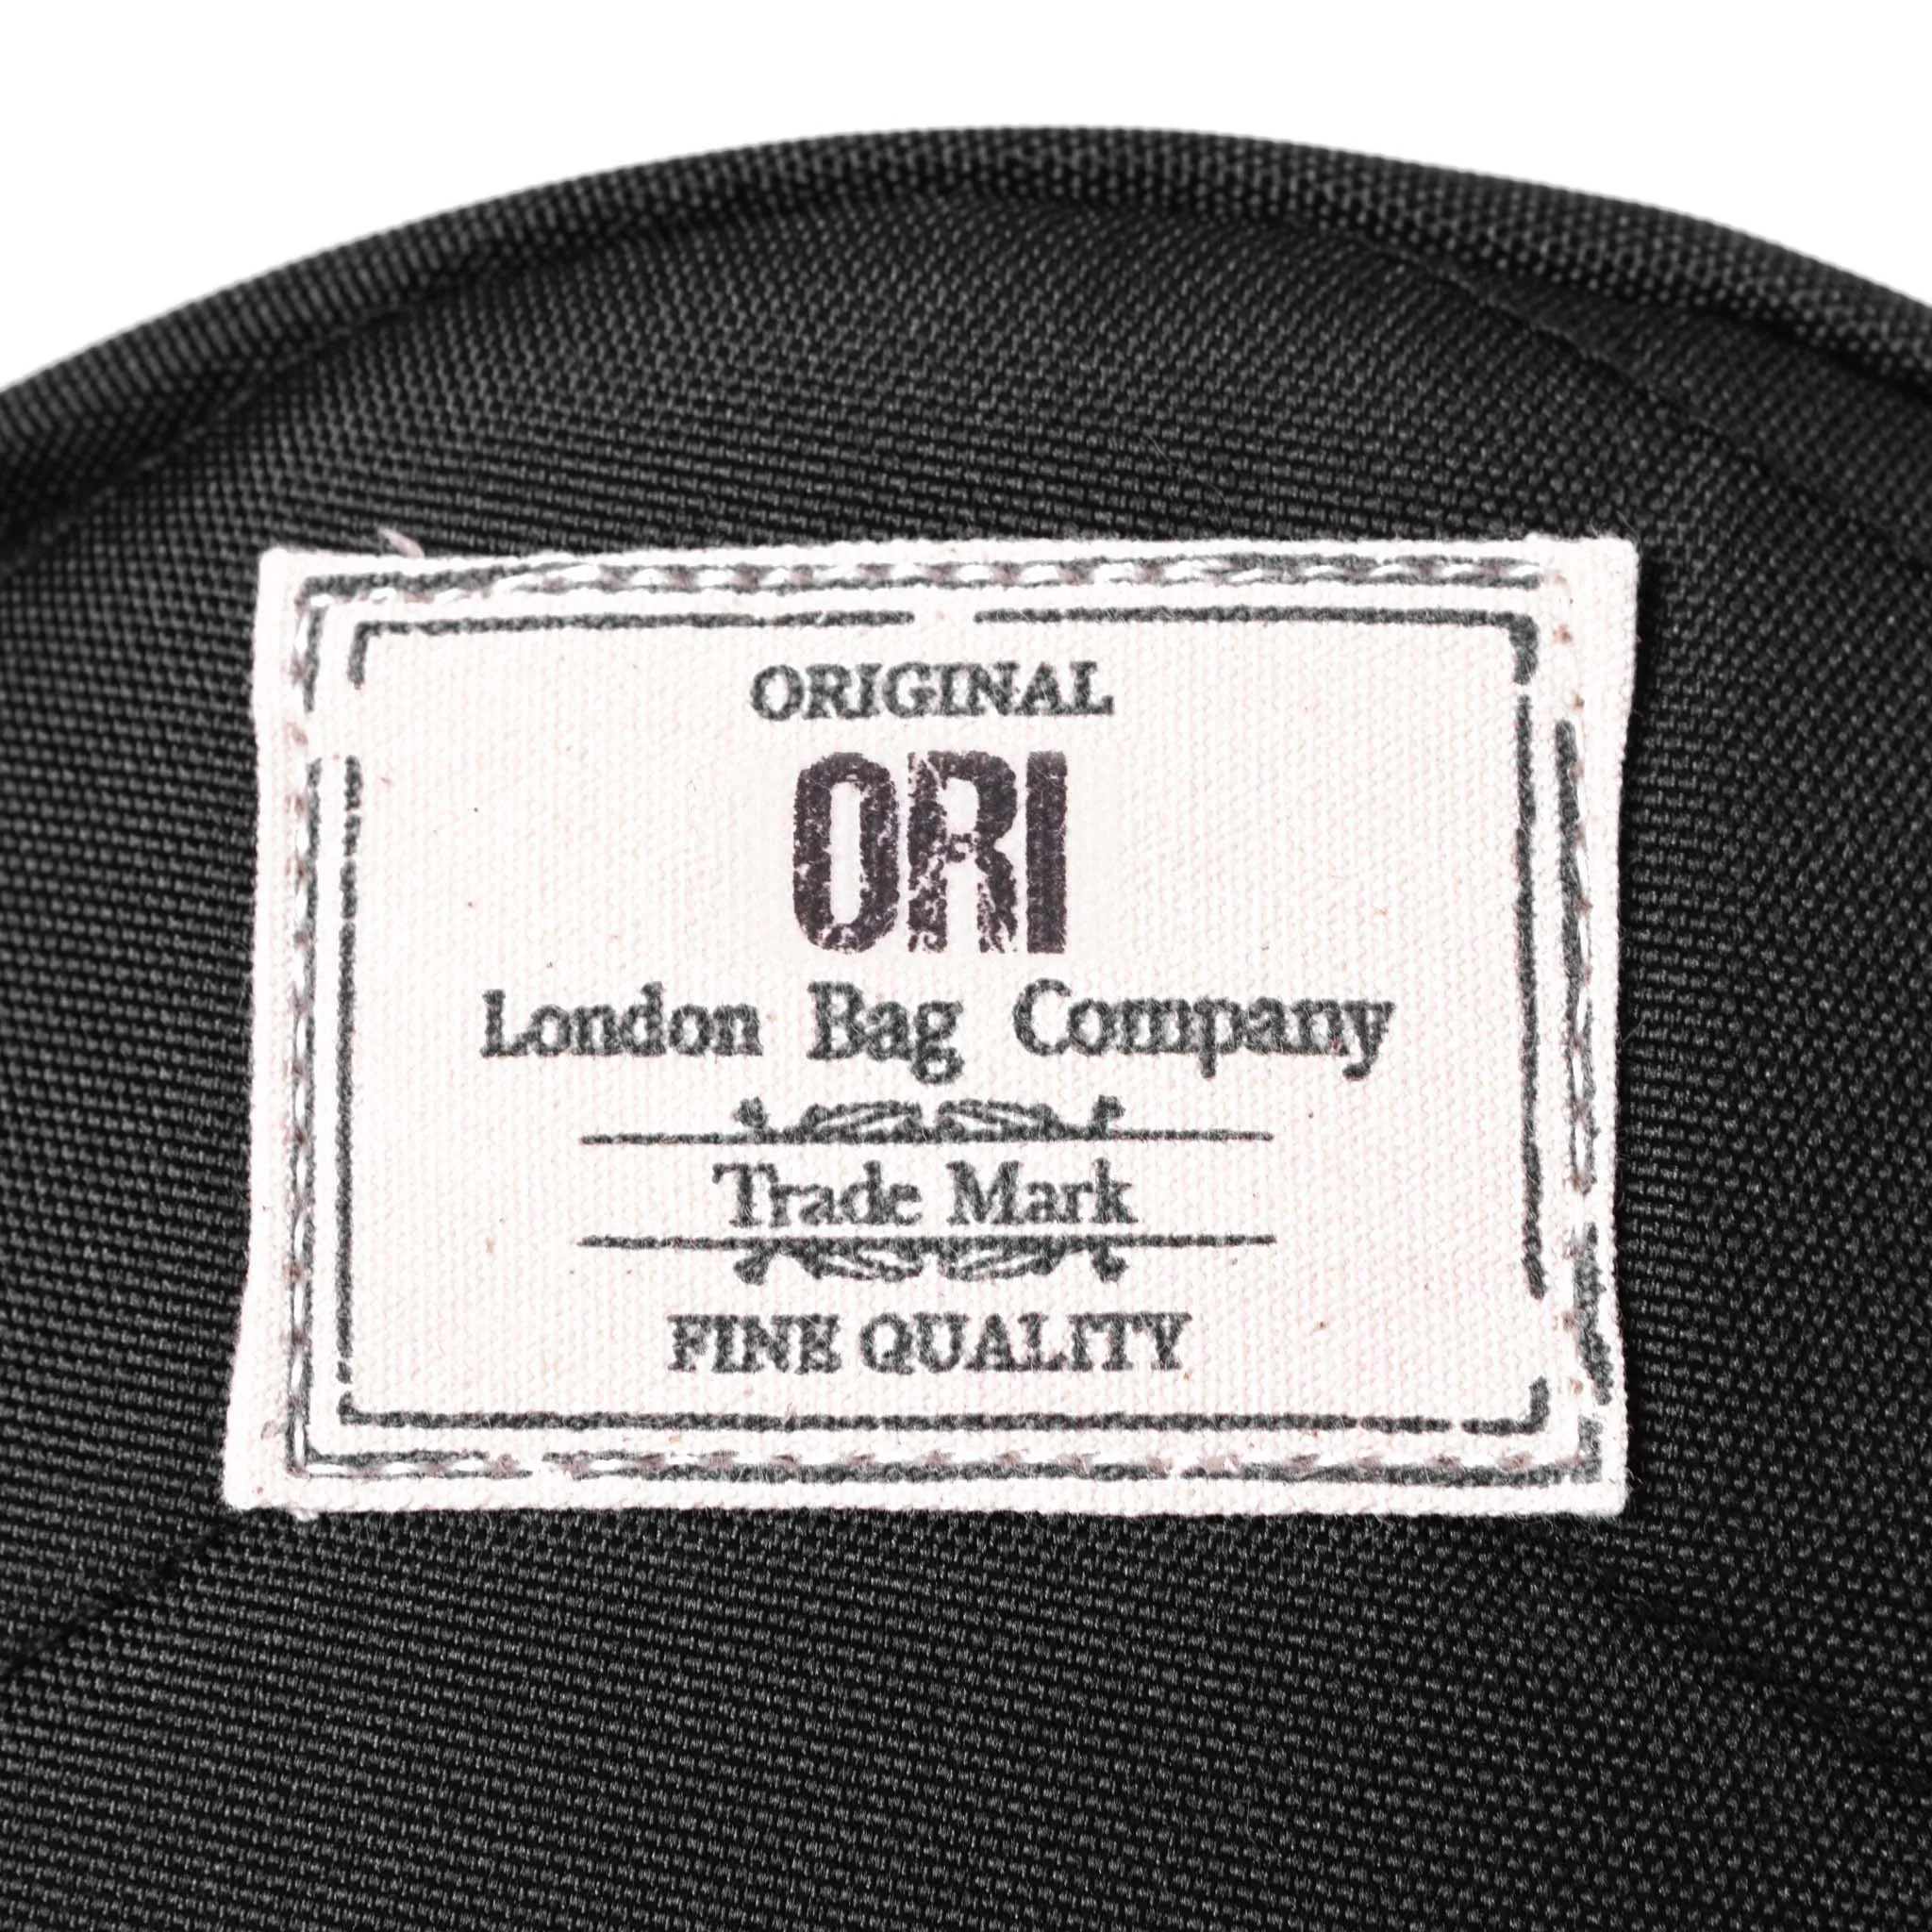 ORIGINAL
ORI
London Bag Company
Trade Mark
FINE QUALITY